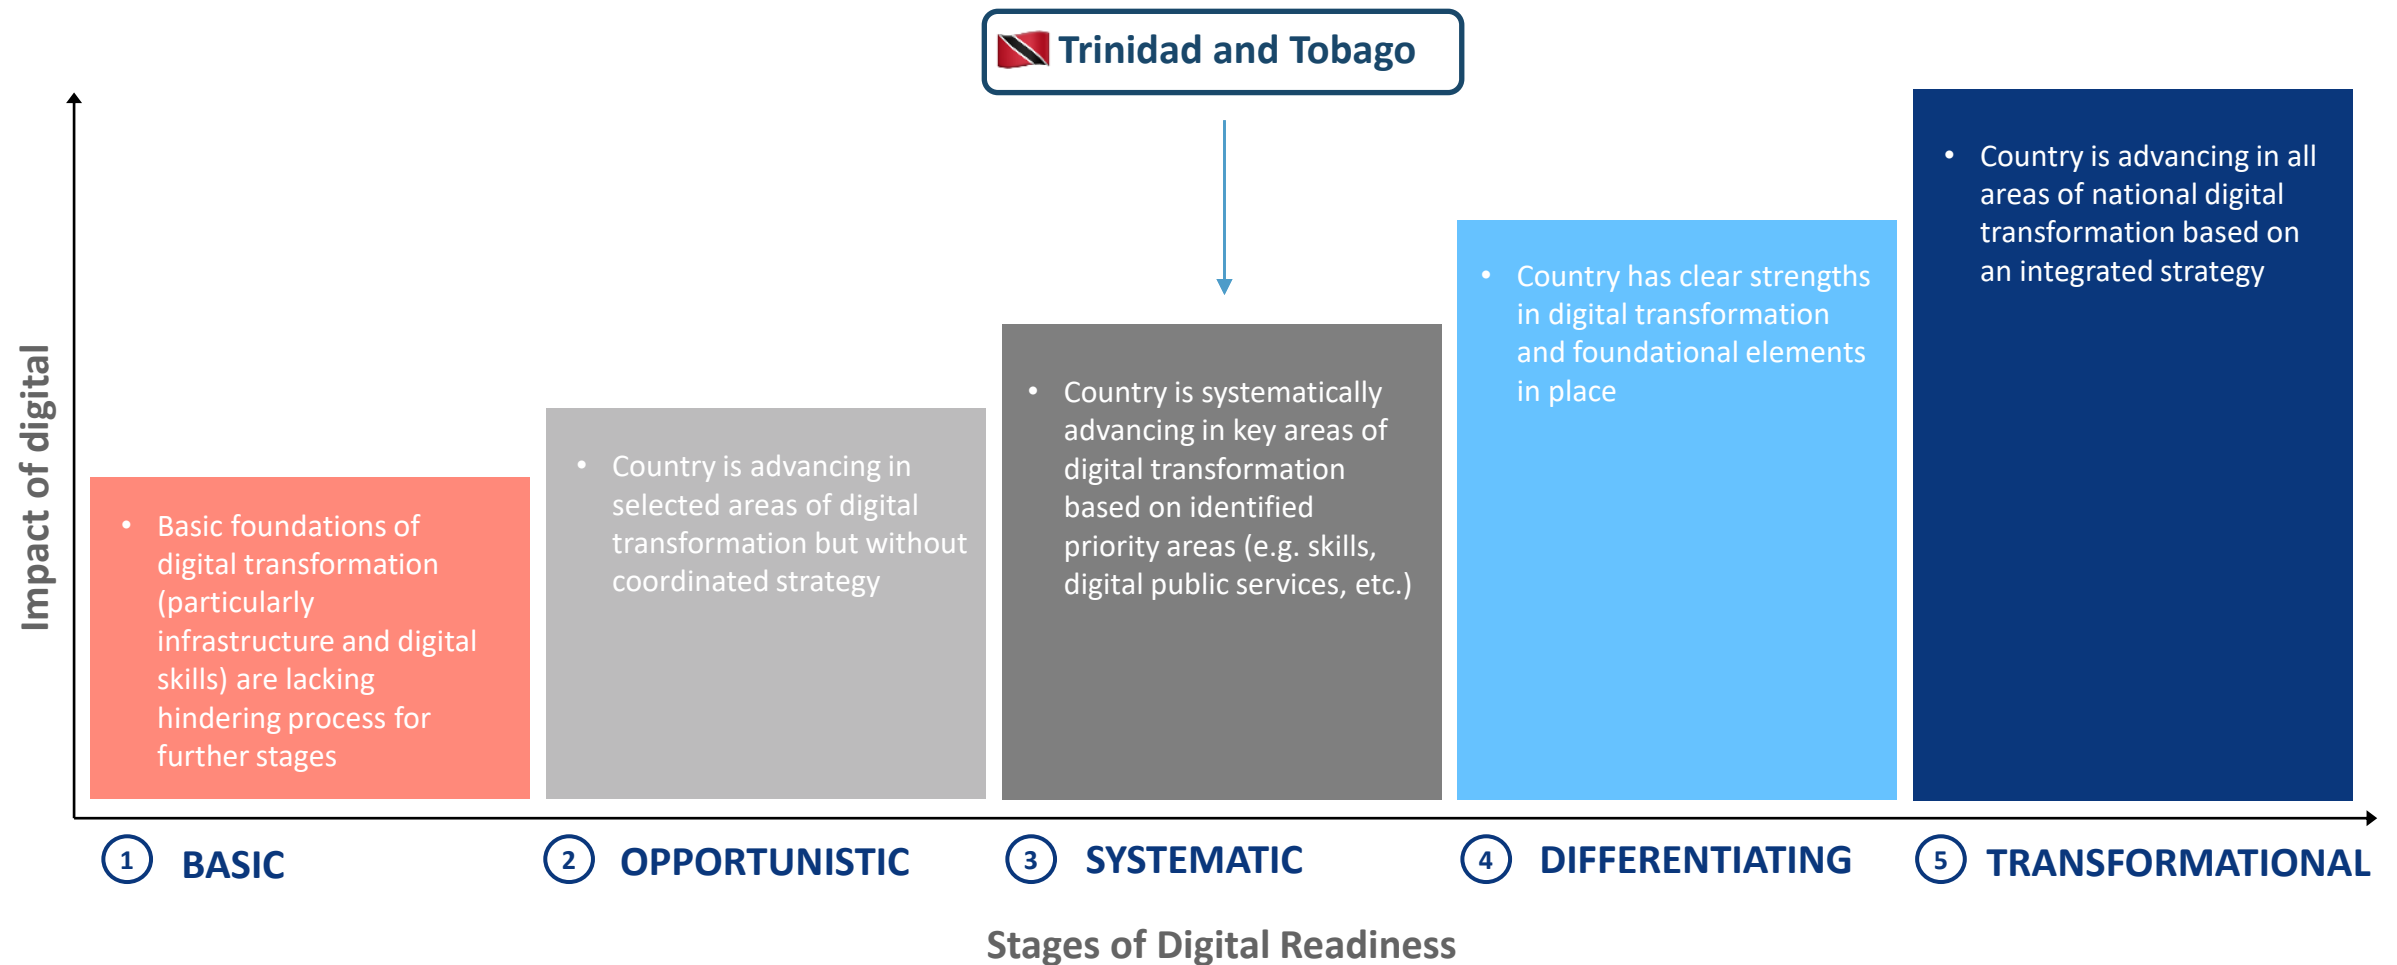 Trinidad and Tobago
Impact of digital
• Basic foundations of
digital transformation
(particularly
infrastructure and digital
skills) are lacking
hindering process for
further stages
• Country is advancing in
selected areas of digital
transformation but without
coordinated strategy
• Country is systematically
advancing in key areas of
digital transformation
based on identified
priority areas (e.g. skills,
digital public services, etc.)
• Country has clear strengths
in digital transformation
and foundational elements
in place
• Country is advancing in all
areas of national digital
transformation based on
an integrated strategy
1 BASIC
2 OPPORTUNISTIC
3 SYSTEMATIC
4 DIFFERENTIATING
5 TRANSFORMATIONAL
Stages of Digital Readiness